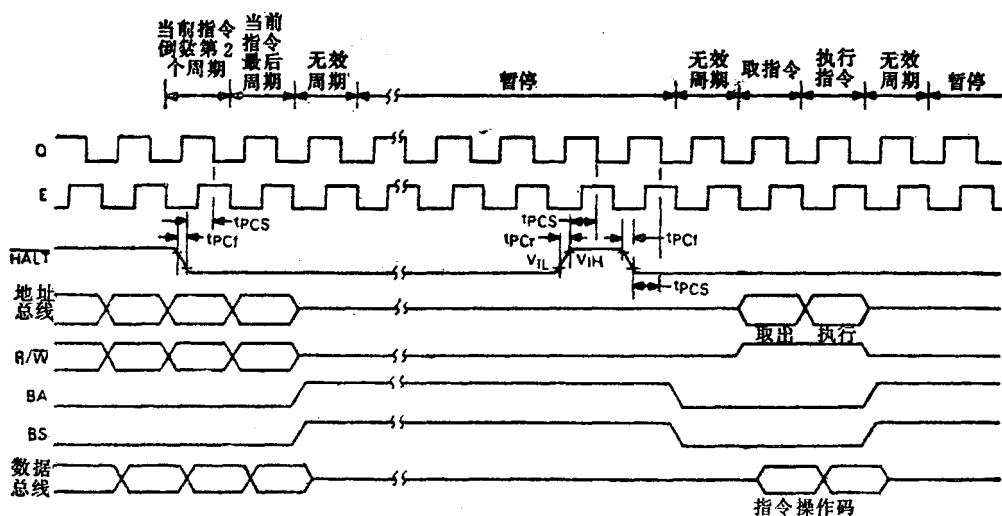 当前指令
倒数第2
个周期
当前
指令
最后
周期
无效
周期
暂停
无效
周期
取指令
执行
指令
无效
周期
暂停
Q
E
tPCS
tPCf
HALT
tPCS
tPCr
VIL
VIH
tPCf
tPCS
地址
总线
取出
执行
R/W
BA
BS
数据
总线
指令操作码